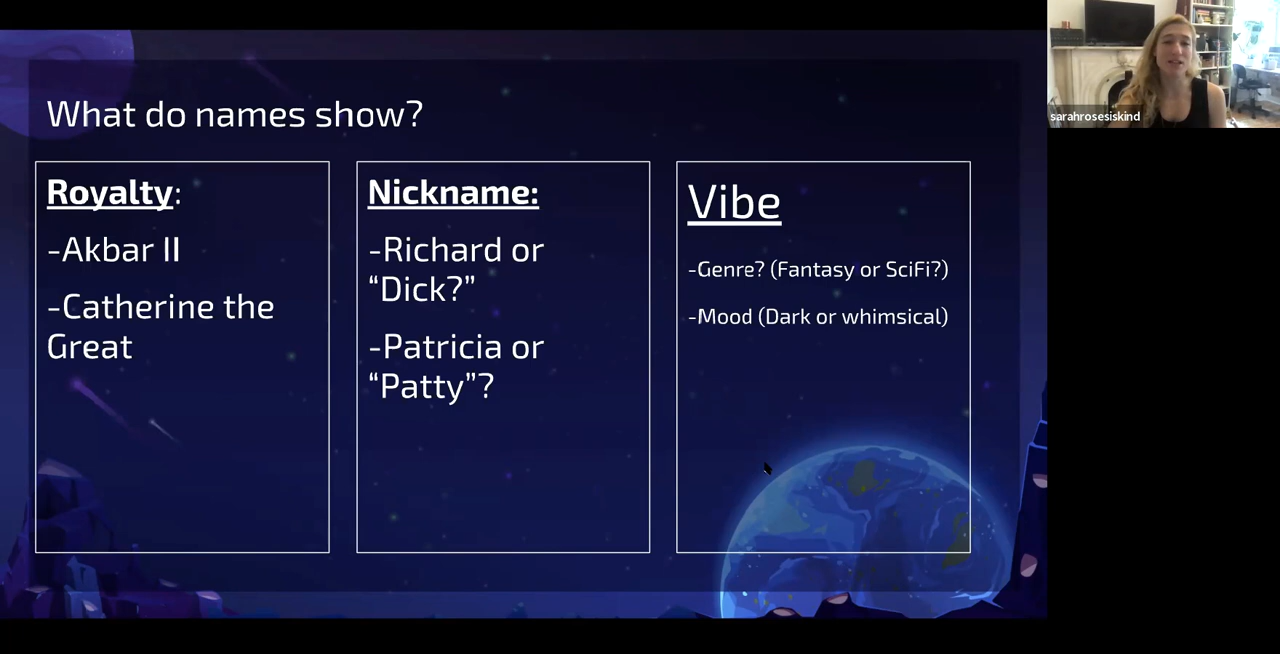 What do names show?
Royalty:
-Akbar II
-Catherine the
Great
Nickname:
-Richard or
“Dick?”
-Patricia or
“Patty”?
Vibe
-Genre? (Fantasy or SciFi?)
-Mood (Dark or whimsical)
sarahrosesiskind